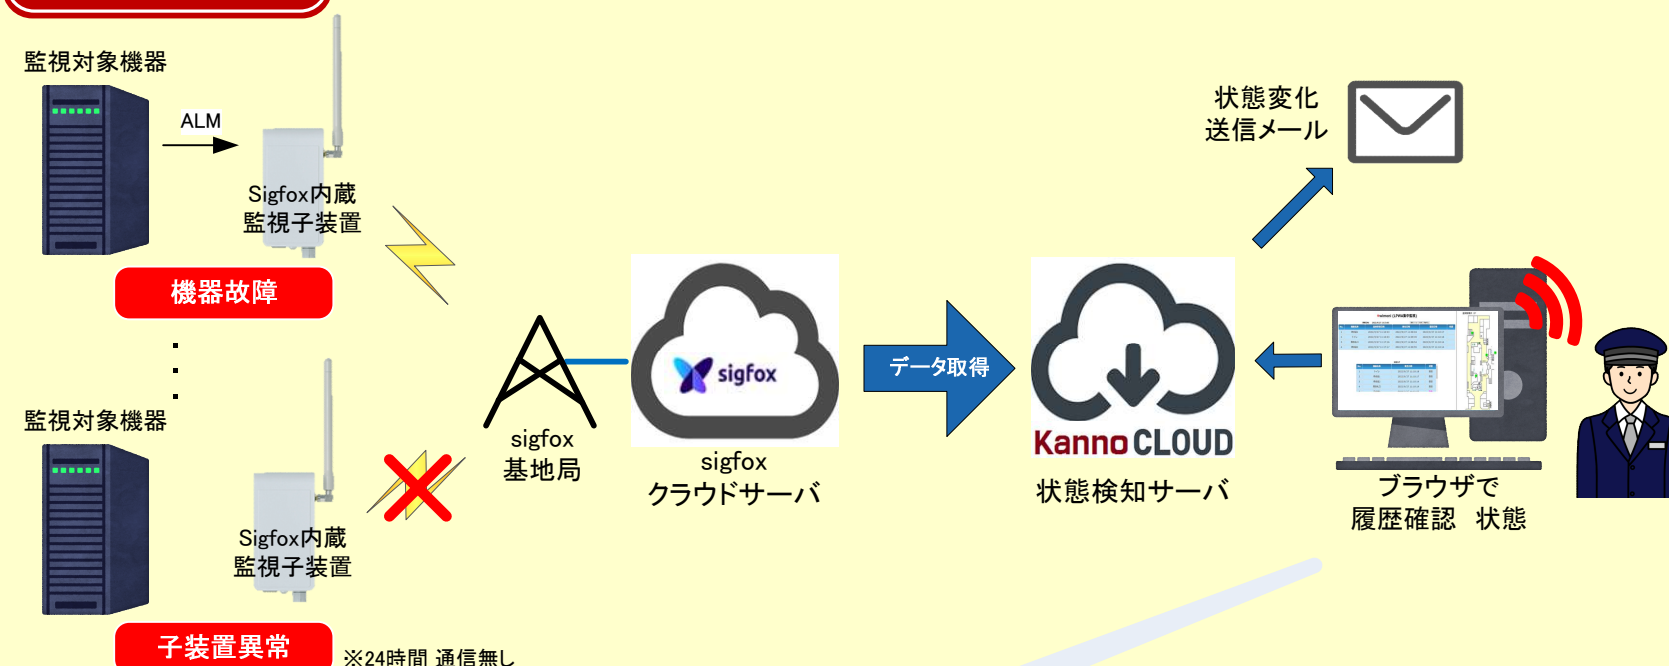 監視対象機器
ALM
Sigfox内蔵
監視子装置
機器故障
監視対象機器
Sigfox内蔵
監視子装置
子装置異常
※24時間 通信無し
sigfox
基地局
sigfox
sigfox
クラウドサーバ
データ取得
Kanno CLOUD
状態検知サーバ
状態変化
送信メール
ブラウザで
履歴確認 状態